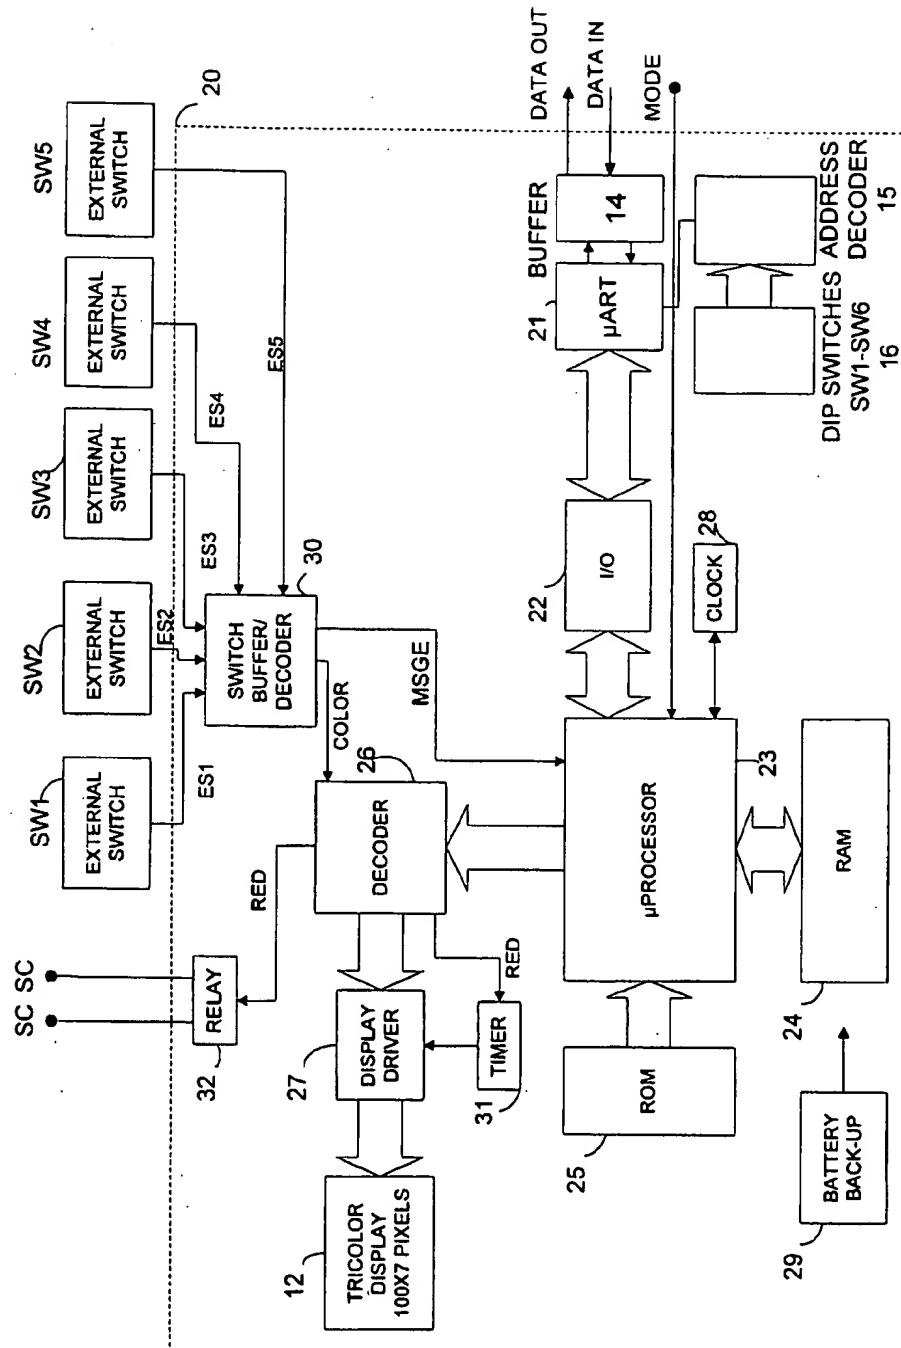 SW1
EXTERNAL
SWITCH
SW2
EXTERNAL
SWITCH
SW3
EXTERNAL
SWITCH
SW4
EXTERNAL
SWITCH
SW5
EXTERNAL
SWITCH
20
SC SC
ES1
ES2
ES3
ES4
ES5
RELAY
32
RED
SWITCH
BUFFER/
DECODER
30
COLOR
MSGE
DECODER
26
DISPLAY
DRIVER
27
RED
TIMER
31
TRICOLOR
DISPLAY
100X7 PIXELS
12
ROM
25
µPROCESSOR
23
I/O
22
CLOCK
28
µART
21
BUFFER
14
DATA OUT
DATA IN
MODE
ADDRESS
DECODER
15
DIP SWITCHES
SW1-SW6
16
RAM
24
BATTERY
BACK-UP
29